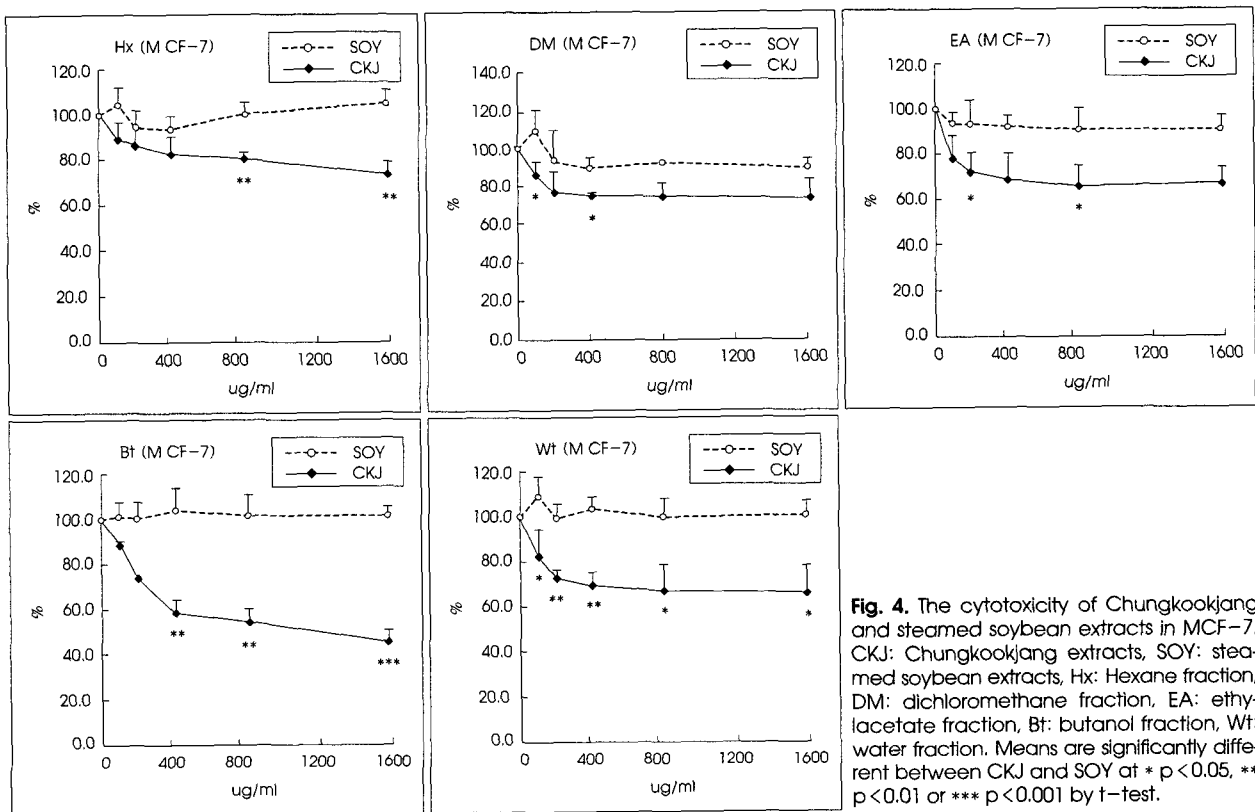 Hx (M CF-7)
SOY
CKJ
120.0
100.0
80.0
60.0
40.0
20.0
0.0
%
**
**
0 400 800 1200 1600
ug/ml
DM (M CF-7)
SOY
CKJ
140.0
120.0
100.0
80.0
60.0
40.0
20.0
0.0
%
*
*
0 400 800 1200 1600
ug/ml
EA (M CF-7)
SOY
CKJ
120.0
100.0
80.0
60.0
40.0
20.0
0.0
%
*
*
0 400 800 1200 1600
ug/ml
Bt (M CF-7)
SOY
CKJ
120.0
100.0
80.0
60.0
40.0
20.0
0.0
%
**
**
***
0 400 800 1200 1600
ug/ml
Wt (M CF-7)
SOY
CKJ
120.0
100.0
80.0
60.0
40.0
20.0
0.0
%
*
**
**
*
*
0 400 800 1200 1600
ug/ml
Fig. 4. The cytotoxicity of Chungkookjang
and steamed soybean extracts in MCF-7.
CKJ: Chungkookjang extracts, SOY: stea-
med soybean extracts, Hx: Hexane fraction,
DM: dichloromethane fraction, EA: ethy-
lacetate fraction, Bt: butanol fraction, Wt:
water fraction. Means are significantly diffe-
rent between CKJ and SOY at * p<0.05, **
p<0.01 or *** p<0.001 by t-test.